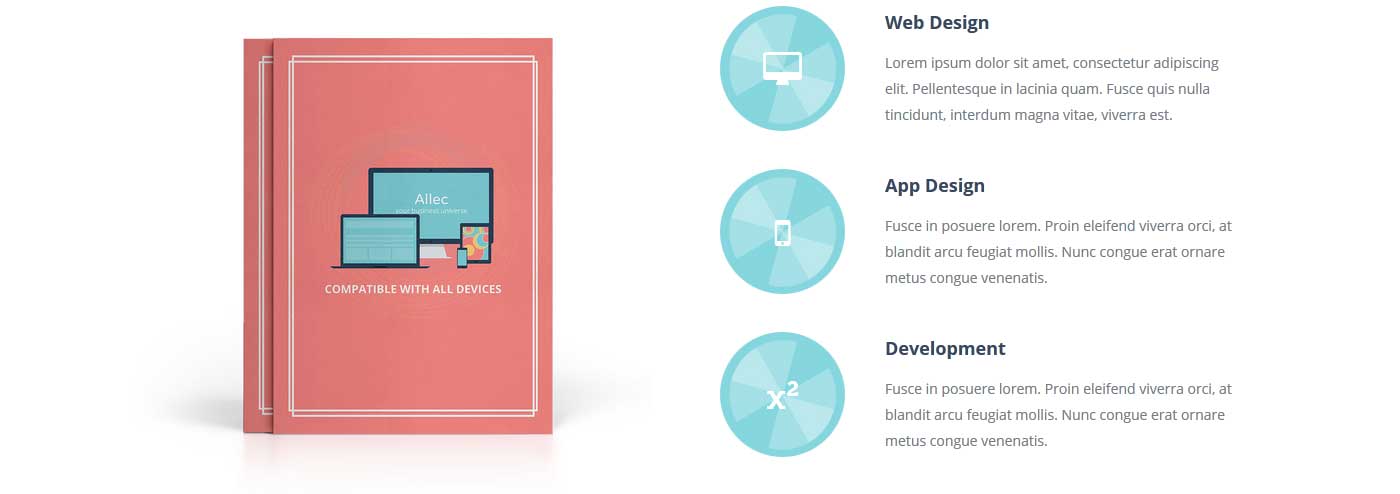 Allec
your business universe
COMPATIBLE WITH ALL DEVICES
Web Design
Lorem ipsum dolor sit amet, consectetur adipiscing
elit. Pellentesque in lacinia quam. Fusce quis nulla
tincidunt, interdum magna vitae, viverra est.
App Design
Fusce in posuere lorem. Proin eleifend viverra orci, at
blandit arcu feugiat mollis. Nunc congue erat ornare
metus congue venenatis.
x²
Development
Fusce in posuere lorem. Proin eleifend viverra orci, at
blandit arcu feugiat mollis. Nunc congue erat ornare
metus congue venenatis.